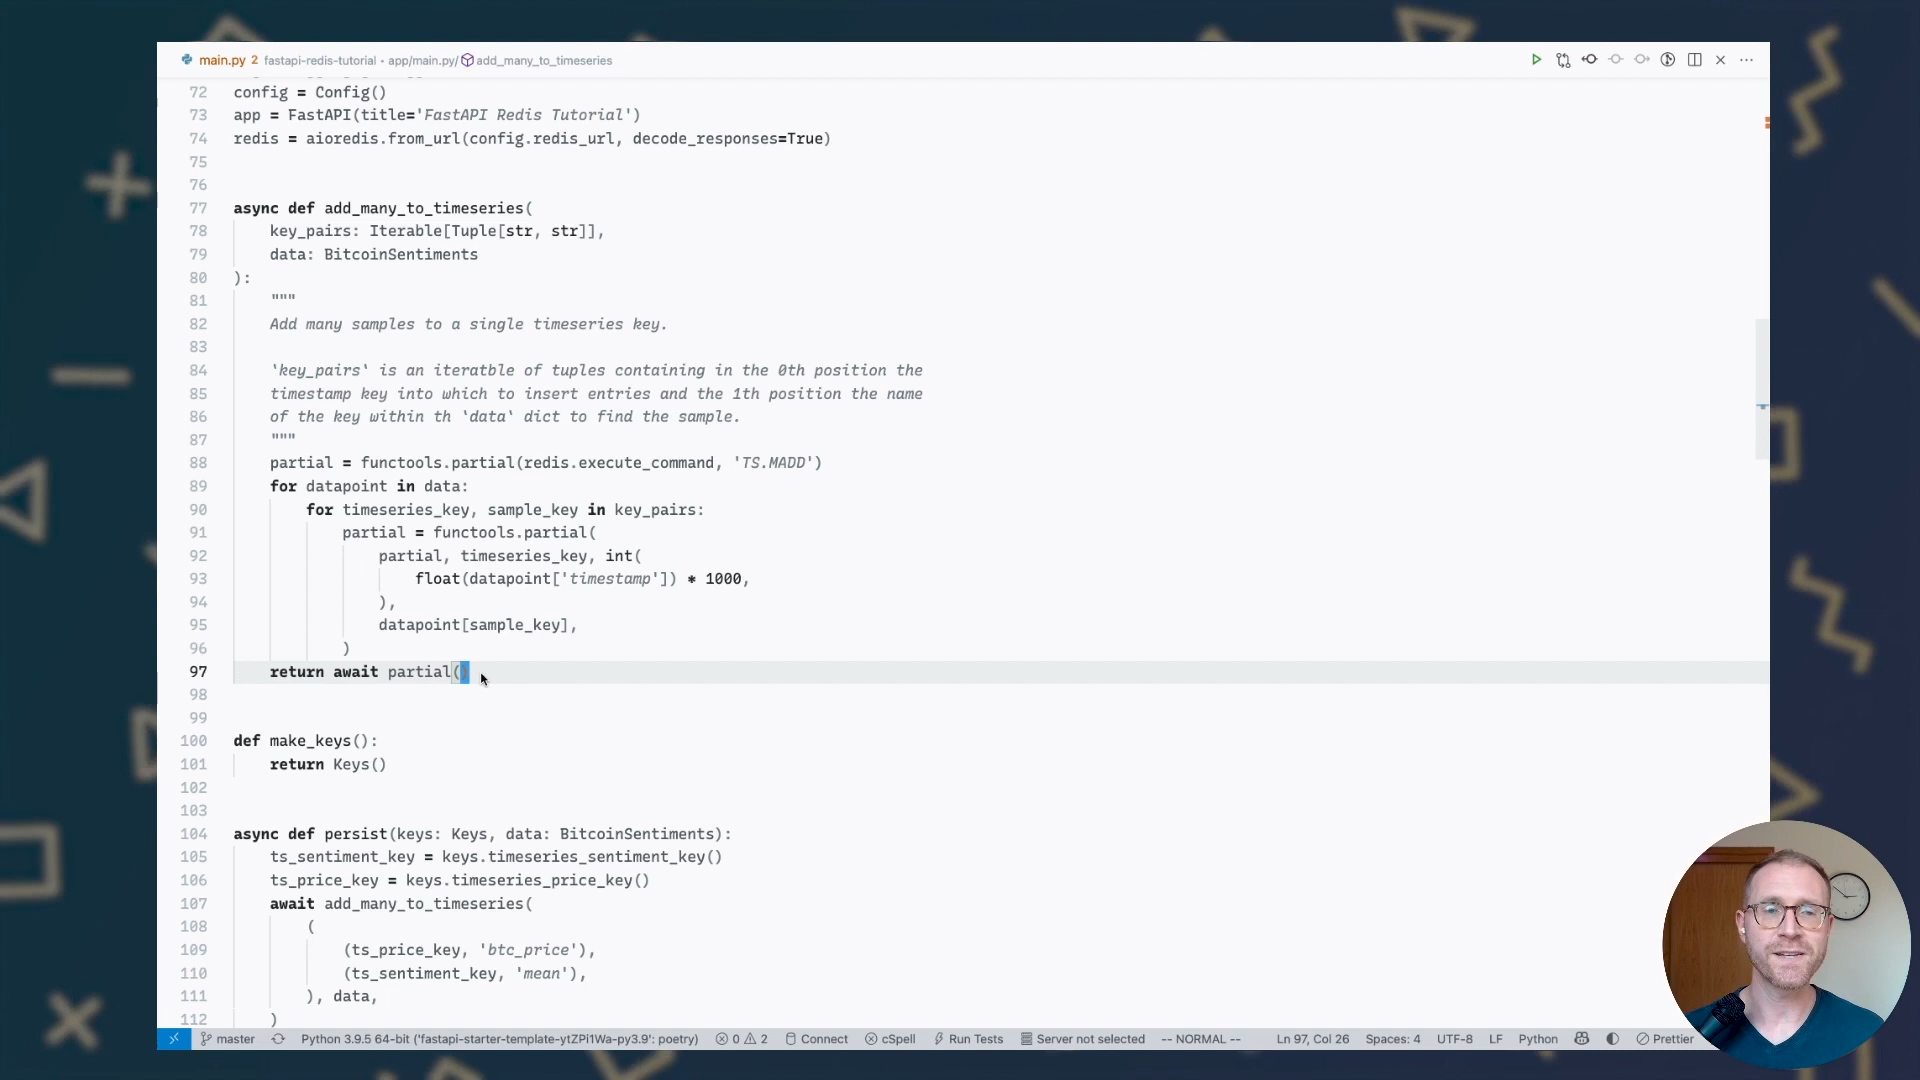 main.py 2 fastapi-redis-tutorial • app/main.py/ add_many_to_timeseries
72 config = Config()
73 app = FastAPI(title='FastAPI Redis Tutorial')
74 redis = aioredis.from_url(config.redis_url, decode_responses=True)
75
76
77 async def add_many_to_timeseries(
78 key_pairs: Iterable[Tuple[str, str]],
79 data: BitcoinSentiments
80 ):
81 """
82 Add many samples to a single timeseries key.
83
84 `key_pairs` is an iteratble of tuples containing in the 0th position the
85 timestamp key into which to insert entries and the 1th position the name
86 of the key within th `data` dict to find the sample.
87 """
88 partial = functools.partial(redis.execute_command, 'TS.MADD')
89 for datapoint in data:
90 for timeseries_key, sample_key in key_pairs:
91 partial = functools.partial(
92 partial, timeseries_key, int(
93 float(datapoint['timestamp']) * 1000,
94 ),
95 datapoint[sample_key],
96 )
97 return await partial()
98
99
100 def make_keys():
101 return Keys()
102
103
104 async def persist(keys: Keys, data: BitcoinSentiments):
105 ts_sentiment_key = keys.timeseries_sentiment_key()
106 ts_price_key = keys.timeseries_price_key()
107 await add_many_to_timeseries(
108 (
109 (ts_price_key, 'btc_price'),
110 (ts_sentiment_key, 'mean'),
111 ), data,
112 )
master Python 3.9.5 64-bit ('fastapi-starter-template-ytZPi1Wa-py3.9': poetry) 0 2 Connect cSpell Run Tests Server not selected -- NORMAL -- Ln 97, Col 26 Spaces: 4 UTF-8 LF Python Prettier